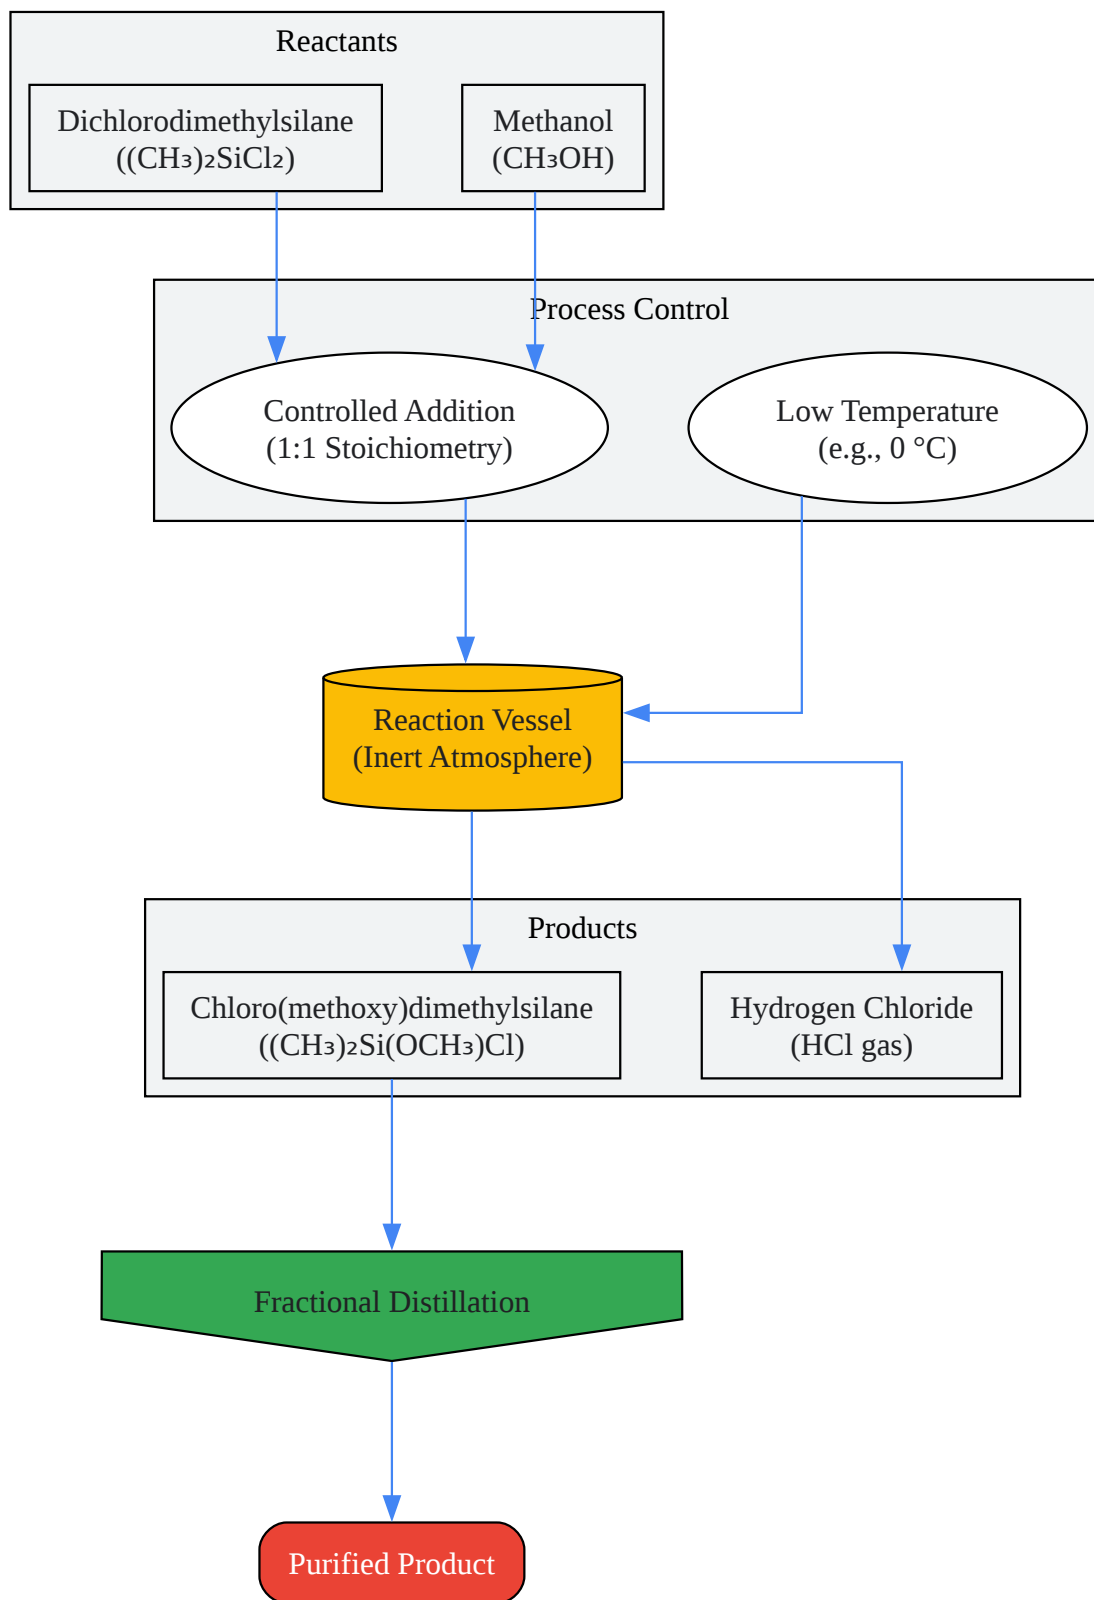 Reactants
Dichlorodimethylsilane
((CH₃)₂SiCl₂)
Methanol
(CH₃OH)
Process Control
Controlled Addition
(1:1 Stoichiometry)
Low Temperature
(e.g., 0 °C)
Reaction Vessel
(Inert Atmosphere)
Products
Chloro(methoxy)dimethylsilane
((CH₃)₂Si(OCH₃)Cl)
Hydrogen Chloride
(HCl gas)
Fractional Distillation
Purified Product